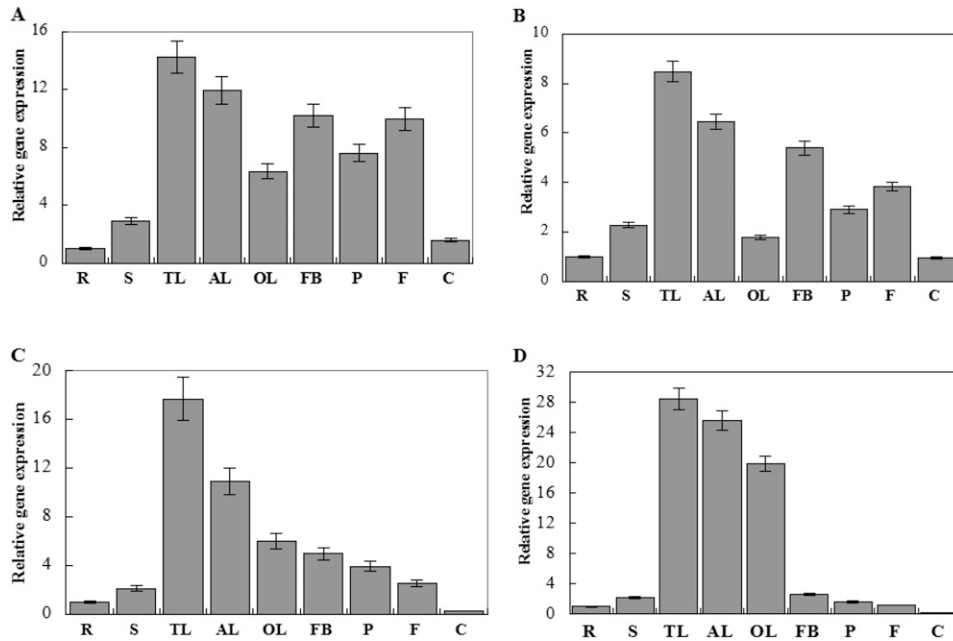 A
Relative gene expression
16
12
8
4
0
R S TL AL OL FB P F C
B
Relative gene expression
10
8
6
4
2
0
R S TL AL OL FB P F C
C
Relative gene expression
20
16
12
8
4
0
R S TL AL OL FB P F C
D
Relative gene expression
32
28
24
20
16
12
8
4
0
R S TL AL OL FB P F C